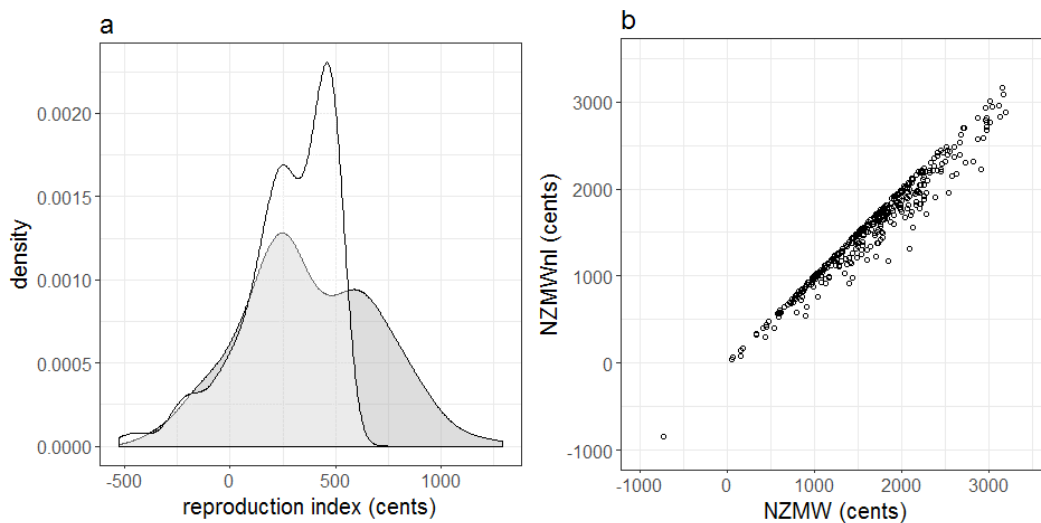 a
density
0.0020
0.0015
0.0010
0.0005
0.0000
-500 0 500 1000
reproduction index (cents)
b
NZMWnl (cents)
3000
2000
1000
0
-1000
-1000 0 1000 2000 3000
NZMW (cents)